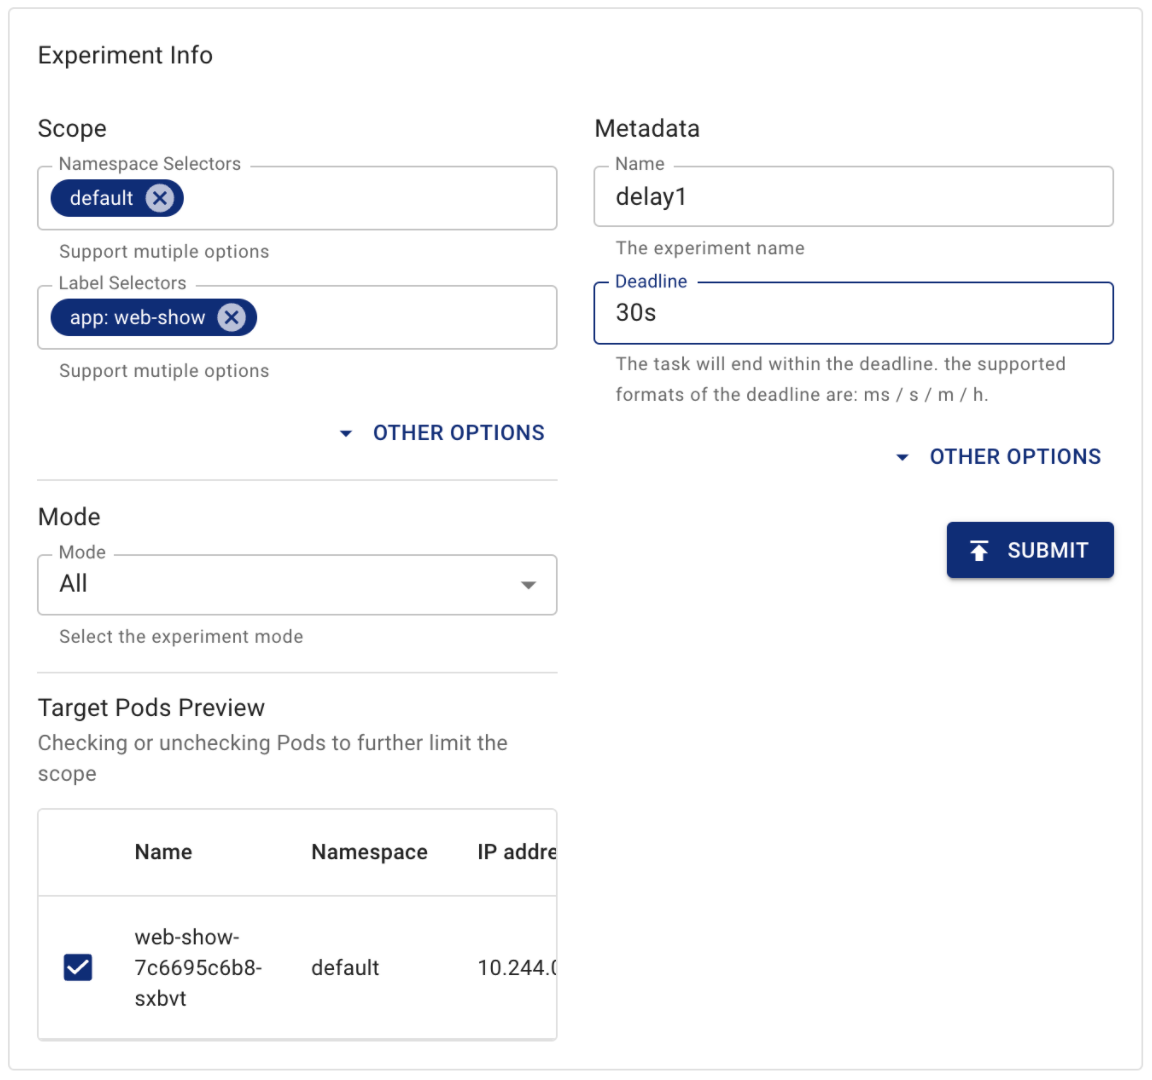 Experiment Info
Scope
Namespace Selectors
default
Support mutiple options
Label Selectors
app: web-show
Support mutiple options
OTHER OPTIONS
Mode
Mode
All
Select the experiment mode
Target Pods Preview
Checking or unchecking Pods to further limit the
scope
Name Namespace IP addre
web-show-
7c6695c6b8-
sxbvt
default
10.244.0
Metadata
Name
delay1
The experiment name
Deadline
30s
The task will end within the deadline. the supported
formats of the deadline are: ms / s / m / h.
OTHER OPTIONS
SUBMIT